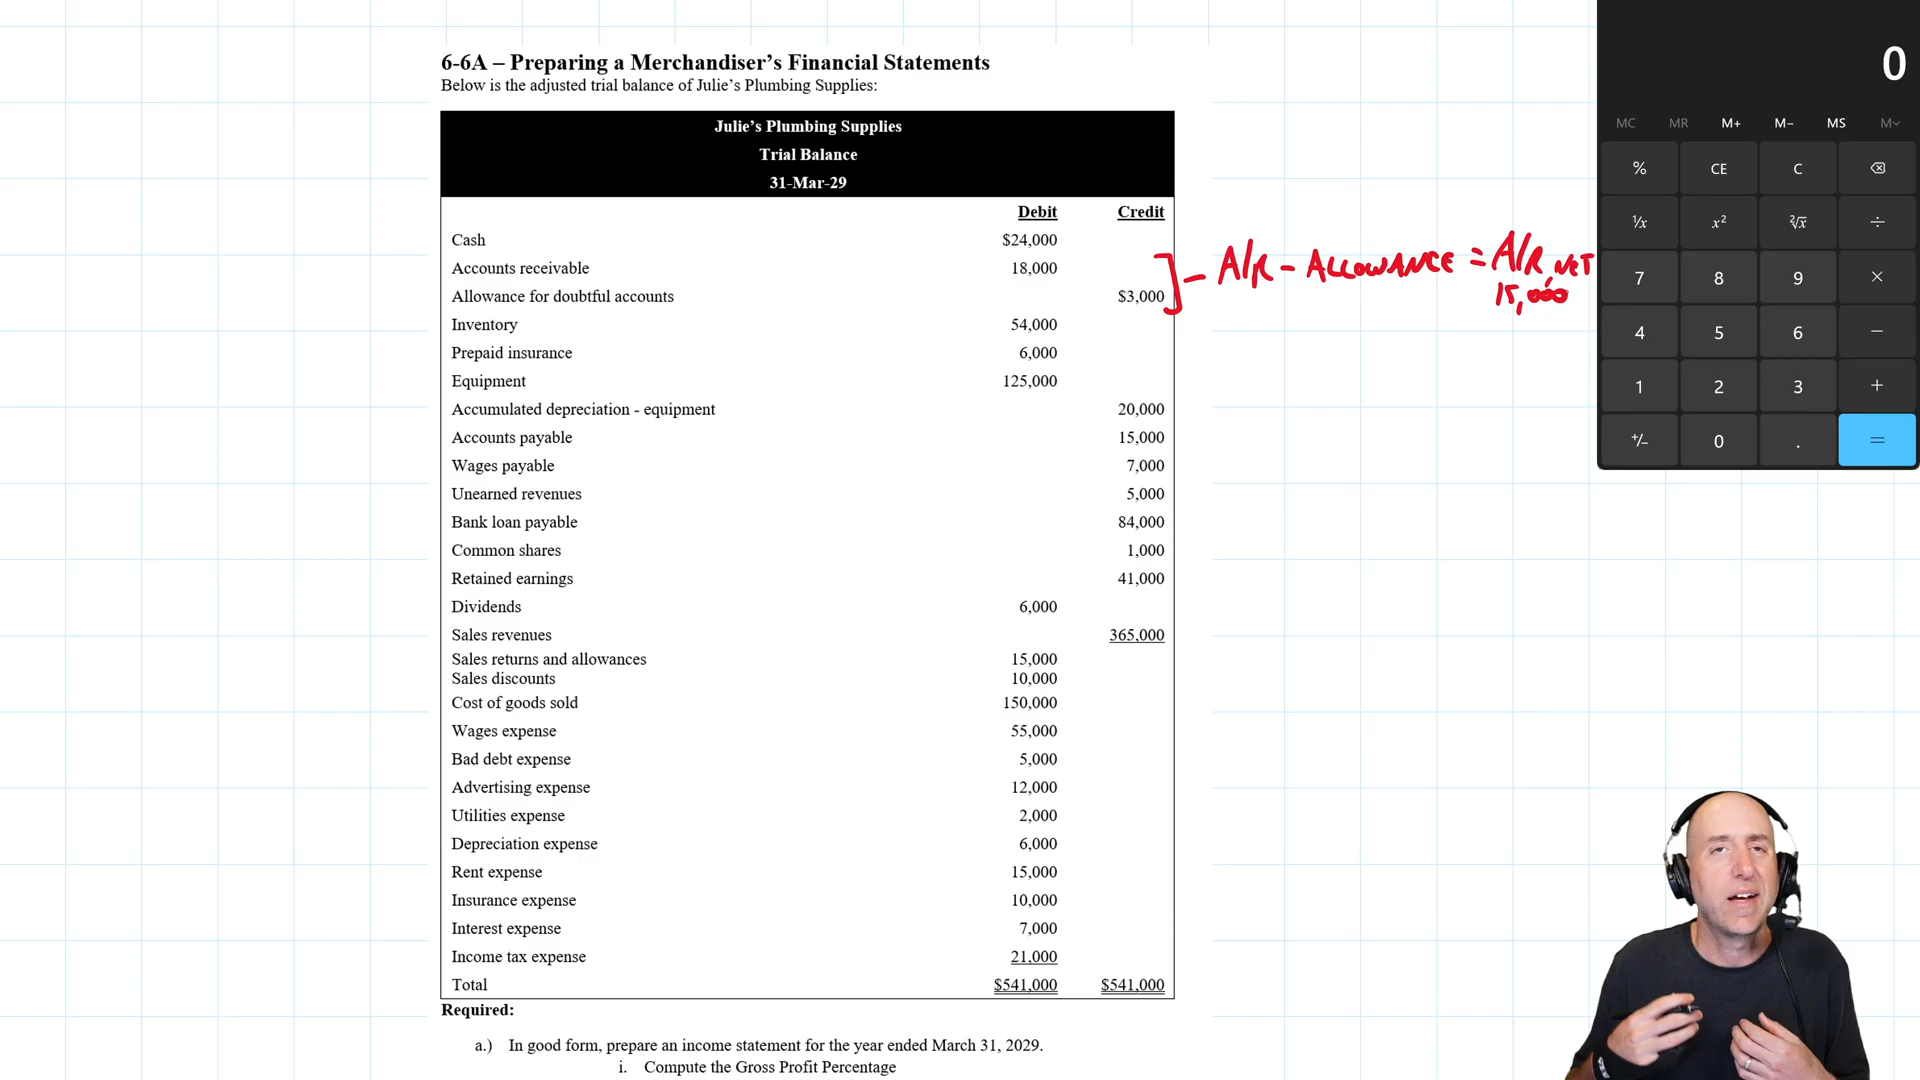 6-6A – Preparing a Merchandiser's Financial Statements
Below is the adjusted trial balance of Julie's Plumbing Supplies:
Julie's Plumbing Supplies
Trial Balance
31-Mar-29
Debit Credit
Cash $24,000
Accounts receivable 18,000
Allowance for doubtful accounts $3,000
Inventory 54,000
Prepaid insurance 6,000
Equipment 125,000
Accumulated depreciation - equipment 20,000
Accounts payable 15,000
Wages payable 7,000
Unearned revenues 5,000
Bank loan payable 84,000
Common shares 1,000
Retained earnings 41,000
Dividends 6,000
Sales revenues 365,000
Sales returns and allowances 15,000
Sales discounts 10,000
Cost of goods sold 150,000
Wages expense 55,000
Bad debt expense 5,000
Advertising expense 12,000
Utilities expense 2,000
Depreciation expense 6,000
Rent expense 15,000
Insurance expense 10,000
Interest expense 7,000
Income tax expense 21,000
Total $541,000 $541,000
Required:
a.) In good form, prepare an income statement for the year ended March 31, 2029.
i. Compute the Gross Profit Percentage
- A/R - ALLOWANCE = A/R, NET
15,000
0
MC MR M+ M− MS M˅
% CE C ⌫
⅟x x² ²√x ÷
7 8 9 ×
4 5 6 −
1 2 3 +
+/− 0 . =